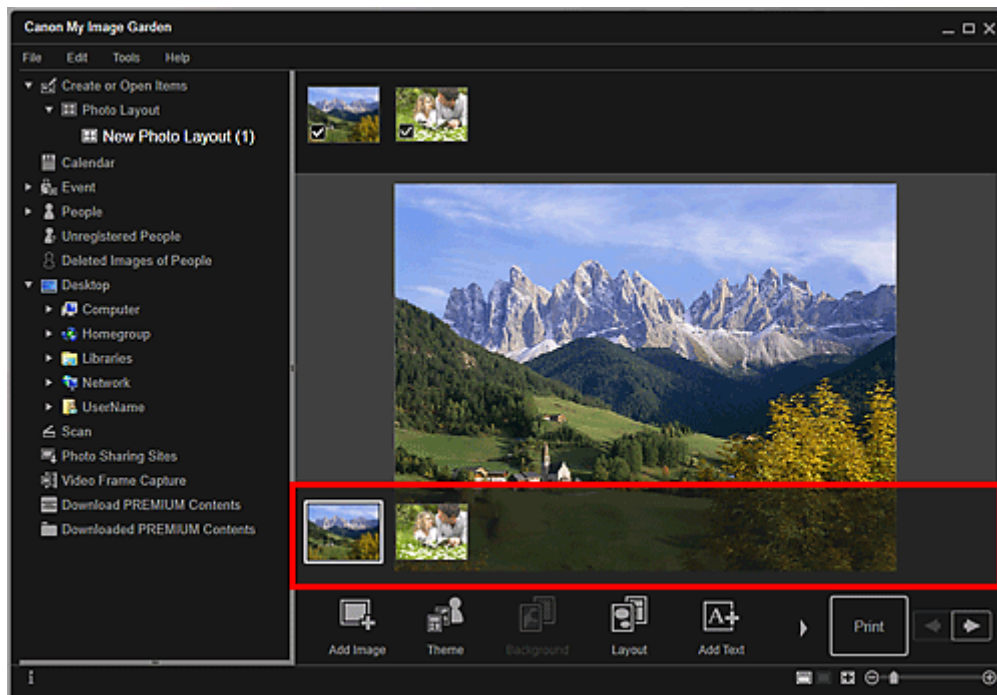 Canon My Image Garden
File Edit Tools Help
Create or Open Items
Photo Layout
New Photo Layout (1)
Calendar
Event
People
Unregistered People
Deleted Images of People
Desktop
Computer
Homegroup
Libraries
Network
UserName
Scan
Photo Sharing Sites
Video Frame Capture
Download PREMIUM Contents
Downloaded PREMIUM Contents
Add Image Theme Background Layout Add Text Print